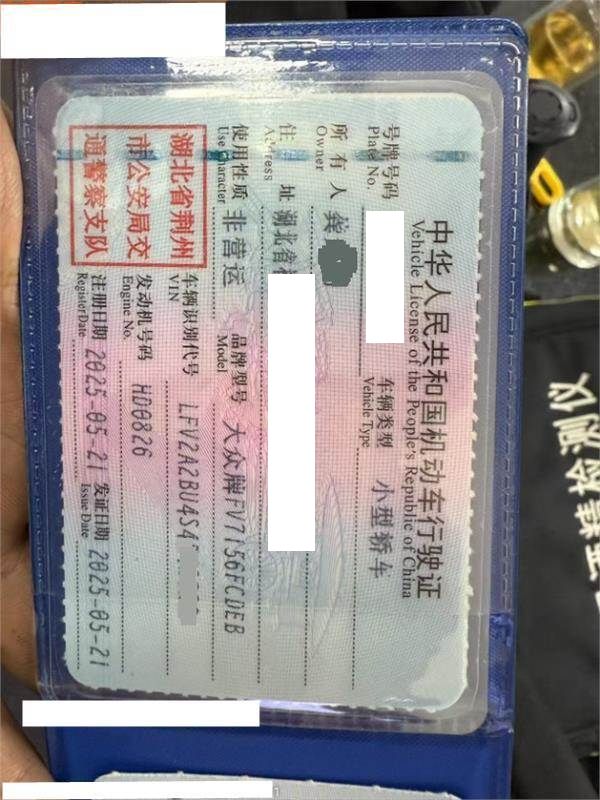 中华人民共和国机动车行驶证
Vehicle License of the People's Republic of China
号牌号码
Plate No.
车辆类型 小型轿车
Vehicle Type
所有人
Owner
住址 湖北省
Address
使用性质 非营运
Use Character
品牌型号 大众牌FV7156FCDEB
Model
车辆识别代号 LFV2A2BU4S4
VIN
发动机号码 HD0826
Engine No.
注册日期 2025-05-21
Register Date
发证日期 2025-05-21
Issue Date
湖北省荆州
市公安局交
通警察支队
检测仪